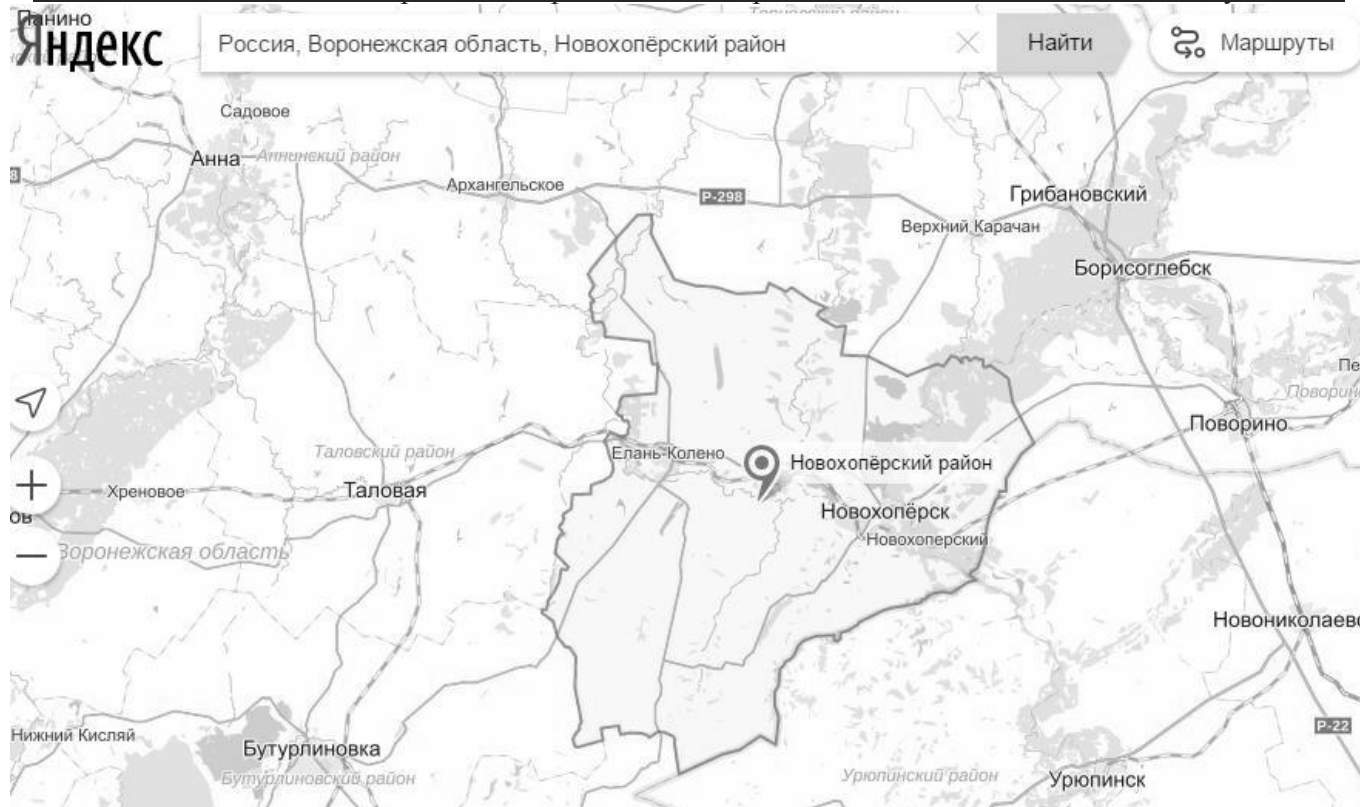 Панино
Яндекс
Россия, Воронежская область, Новохопёрский район
Найти
Маршруты
Садовое
Анна
Аннинский район
Архангельское
Р-298
Грибановский
Верхний Карачан
Борисоглебск
Поворино
Таловский район
Елань-Колено
Новохопёрский район
Хреновое
Таловая
Новохопёрск
Новохоперский
Воронежская область
Новониколаевс
Нижний Кисляй
Бутурлиновка
Бутурлиновский район
Р-22
Урюпинский район
Урюпинск